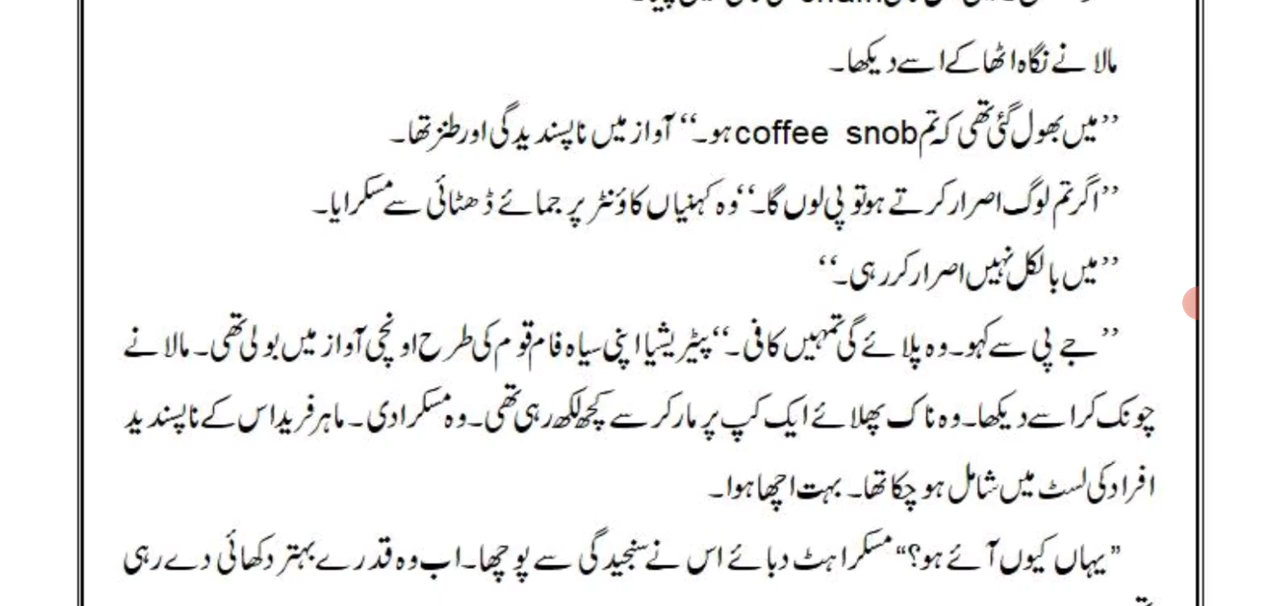 chain
مالا نے نگاہ اٹھا کے اسے دیکھا۔
’’میں بھول گئی تھی کہ تم coffee snob ہو۔‘‘ آواز میں ناپسندیدگی اور طنز تھا۔
’’اگر تم لوگ اصرار کرتے ہو تو پی لوں گا۔‘‘ وہ کہنیاں کاؤنٹر پر جمائے ڈھٹائی سے مسکرایا۔
’’میں بالکل نہیں اصرار کر رہی۔‘‘
’’جے پی سے کہو۔ وہ پلائے گی تمہیں کافی۔‘‘ پیٹریشیا اپنی سیاہ فام قوم کی طرح اونچی آواز میں بولی تھی۔ مالا نے
چونک کر اسے دیکھا۔ وہ ناک پھلائے ایک کپ پر مارکر سے کچھ لکھ رہی تھی۔ وہ مسکرا دی۔ ماہر فرید اس کے ناپسندید
افراد کی لسٹ میں شامل ہو چکا تھا۔ بہت اچھا ہوا۔
”یہاں کیوں آئے ہو؟“ مسکراہٹ دبائے اس نے سنجیدگی سے پوچھا۔ اب وہ قدرے بہتر دکھائی دے رہی